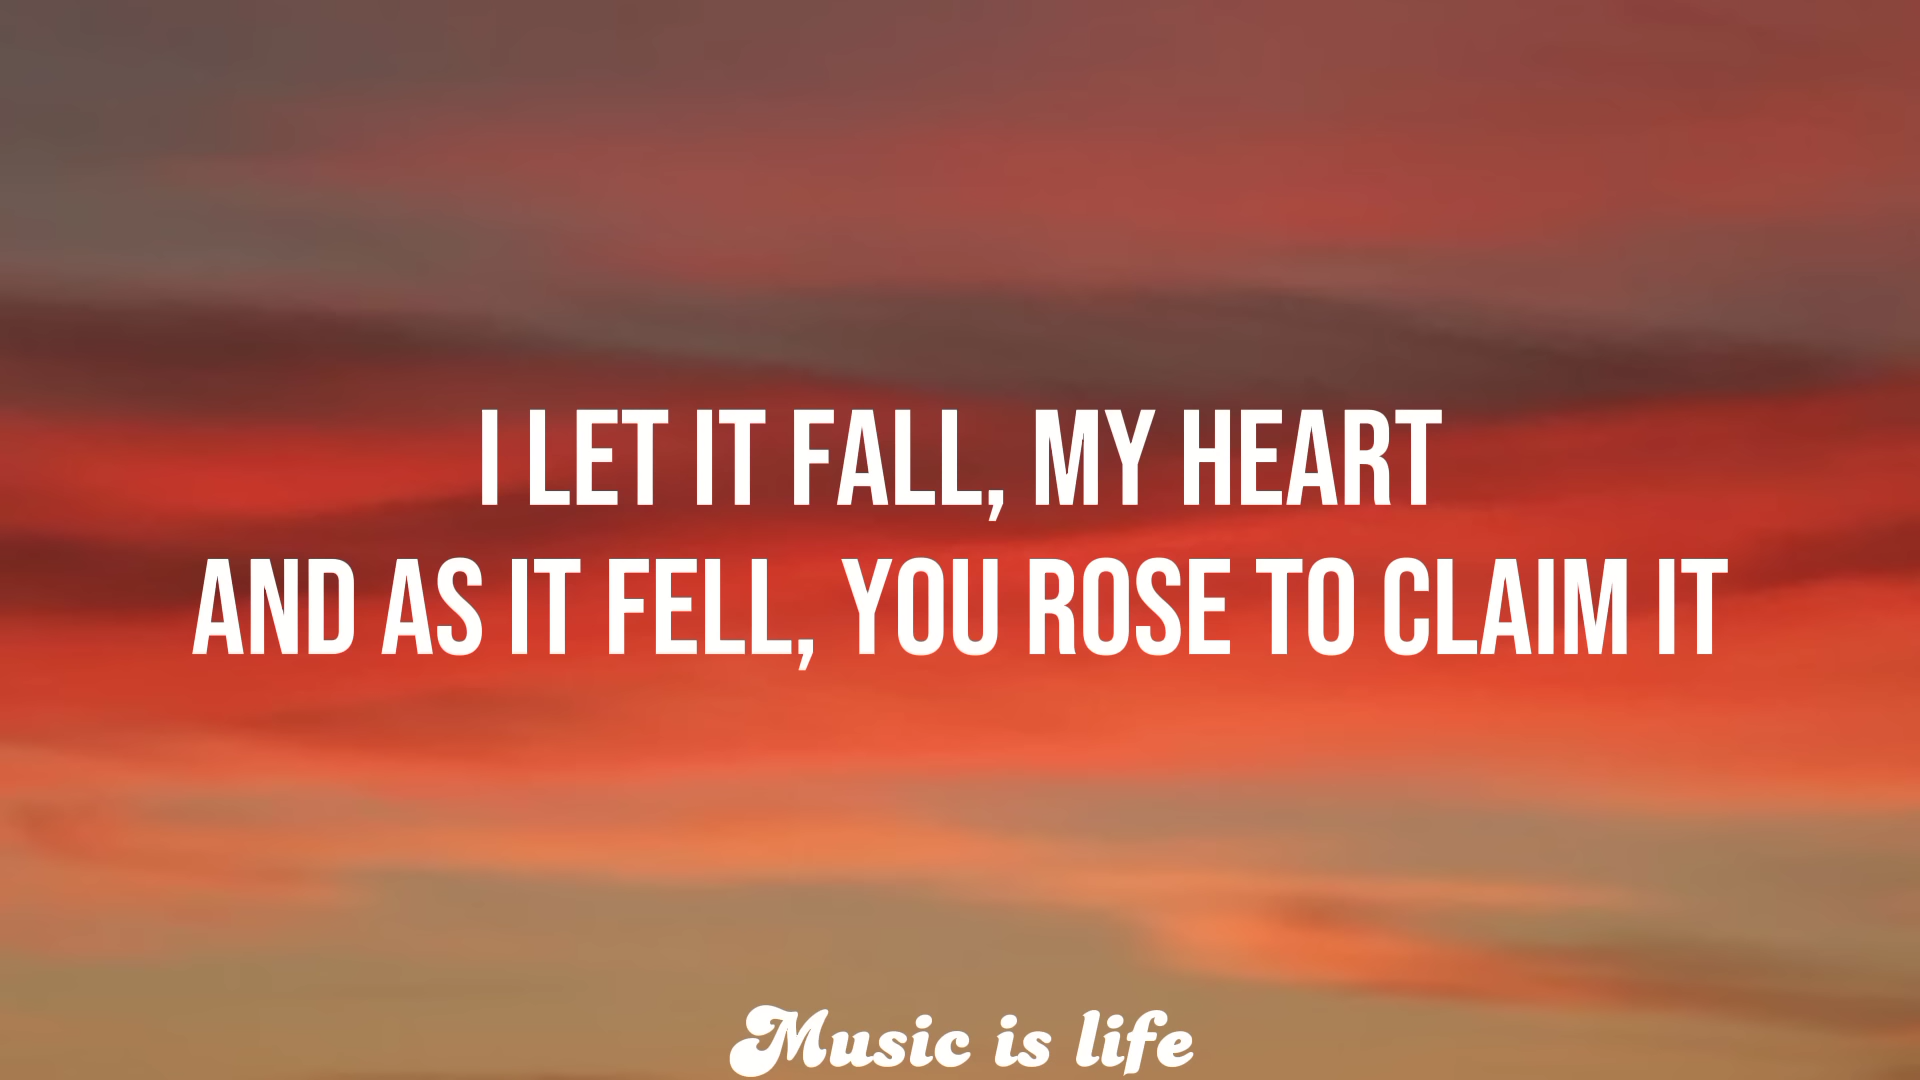 I LET IT FALL, MY HEART
AND AS IT FELL, YOU ROSE TO CLAIM IT
Music is life